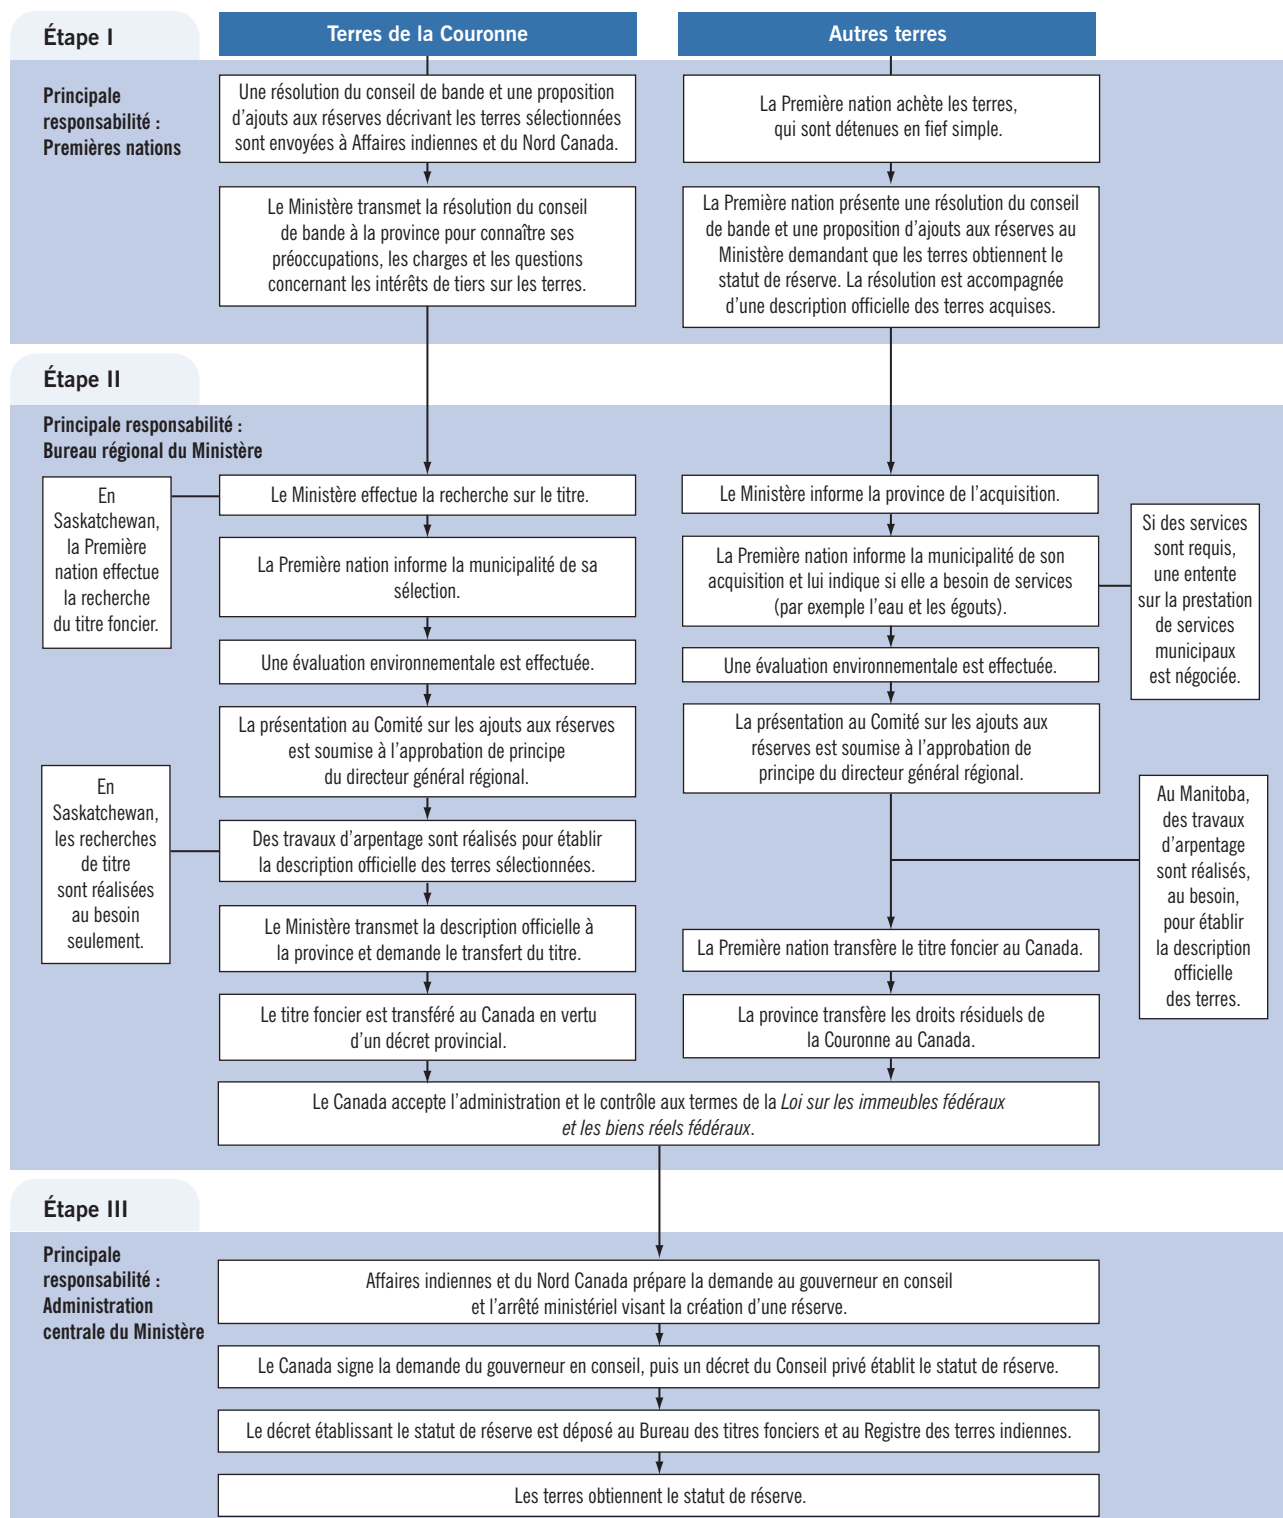 Étape I
Terres de la Couronne
Autres terres
Principale
responsabilité :
Premières nations
Une résolution du conseil de bande et une proposition
d'ajouts aux réserves décrivant les terres sélectionnées
sont envoyées à Affaires indiennes et du Nord Canada.
La Première nation achète les terres,
qui sont détenues en fief simple.
Le Ministère transmet la résolution du conseil
de bande à la province pour connaître ses
préoccupations, les charges et les questions
concernant les intérêts de tiers sur les terres.
La Première nation présente une résolution du conseil
de bande et une proposition d'ajouts aux réserves au
Ministère demandant que les terres obtiennent le
statut de réserve. La résolution est accompagnée
d'une description officielle des terres acquises.
Étape II
Principale responsabilité :
Bureau régional du Ministère
En
Saskatchewan,
la Première
nation effectue
la recherche
du titre foncier.
Le Ministère effectue la recherche sur le titre.
Le Ministère informe la province de l'acquisition.
La Première nation informe la municipalité de sa
sélection.
La Première nation informe la municipalité de son
acquisition et lui indique si elle a besoin de services
(par exemple l'eau et les égouts).
Si des services
sont requis,
une entente
sur la prestation
de services
municipaux
est négociée.
Une évaluation environnementale est effectuée.
Une évaluation environnementale est effectuée.
La présentation au Comité sur les ajouts aux réserves
est soumise à l'approbation de principe
du directeur général régional.
La présentation au Comité sur les ajouts aux
réserves est soumise à l'approbation de
principe du directeur général régional.
En
Saskatchewan,
les recherches
de titre
sont réalisées
au besoin
seulement.
Des travaux d'arpentage sont réalisés pour établir
la description officielle des terres sélectionnées.
Au Manitoba,
des travaux
d'arpentage
sont réalisés,
au besoin,
pour établir
la description
officielle
des terres.
Le Ministère transmet la description officielle à
la province et demande le transfert du titre.
La Première nation transfère le titre foncier au Canada.
Le titre foncier est transféré au Canada en vertu
d'un décret provincial.
La province transfère les droits résiduels de
la Couronne au Canada.
Le Canada accepte l'administration et le contrôle aux termes de la Loi sur les immeubles fédéraux
et les biens réels fédéraux.
Étape III
Principale
responsabilité :
Administration
centrale du Ministère
Affaires indiennes et du Nord Canada prépare la demande au gouverneur en conseil
et l'arrêté ministériel visant la création d'une réserve.
Le Canada signe la demande du gouverneur en conseil, puis un décret du Conseil privé établit le statut de réserve.
Le décret établissant le statut de réserve est déposé au Bureau des titres fonciers et au Registre des terres indiennes.
Les terres obtiennent le statut de réserve.